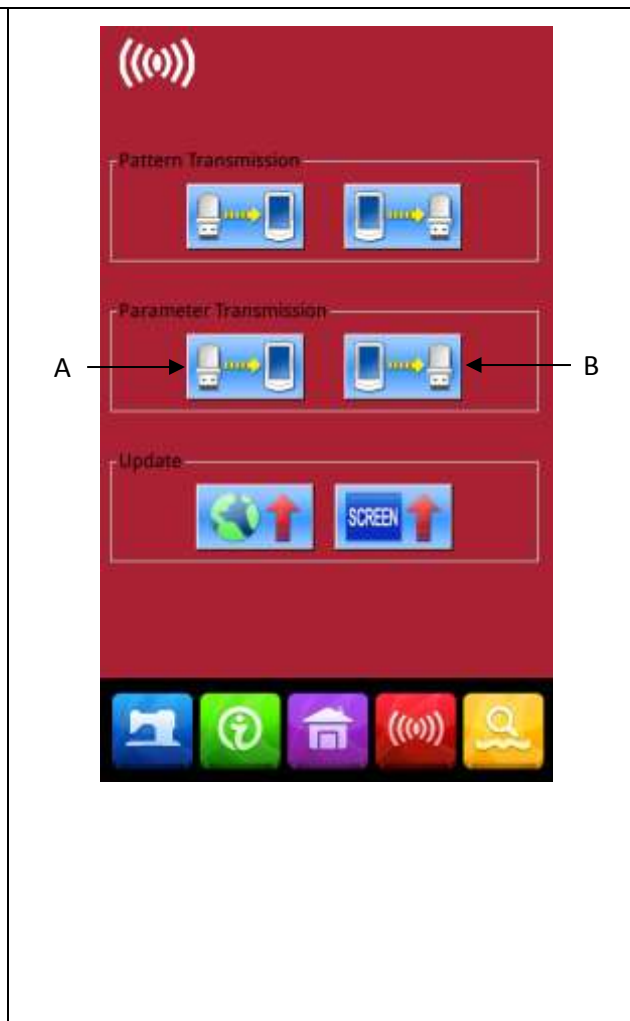 Pattern Transmission
Parameter Transmission
A
B
Update
SCREEN